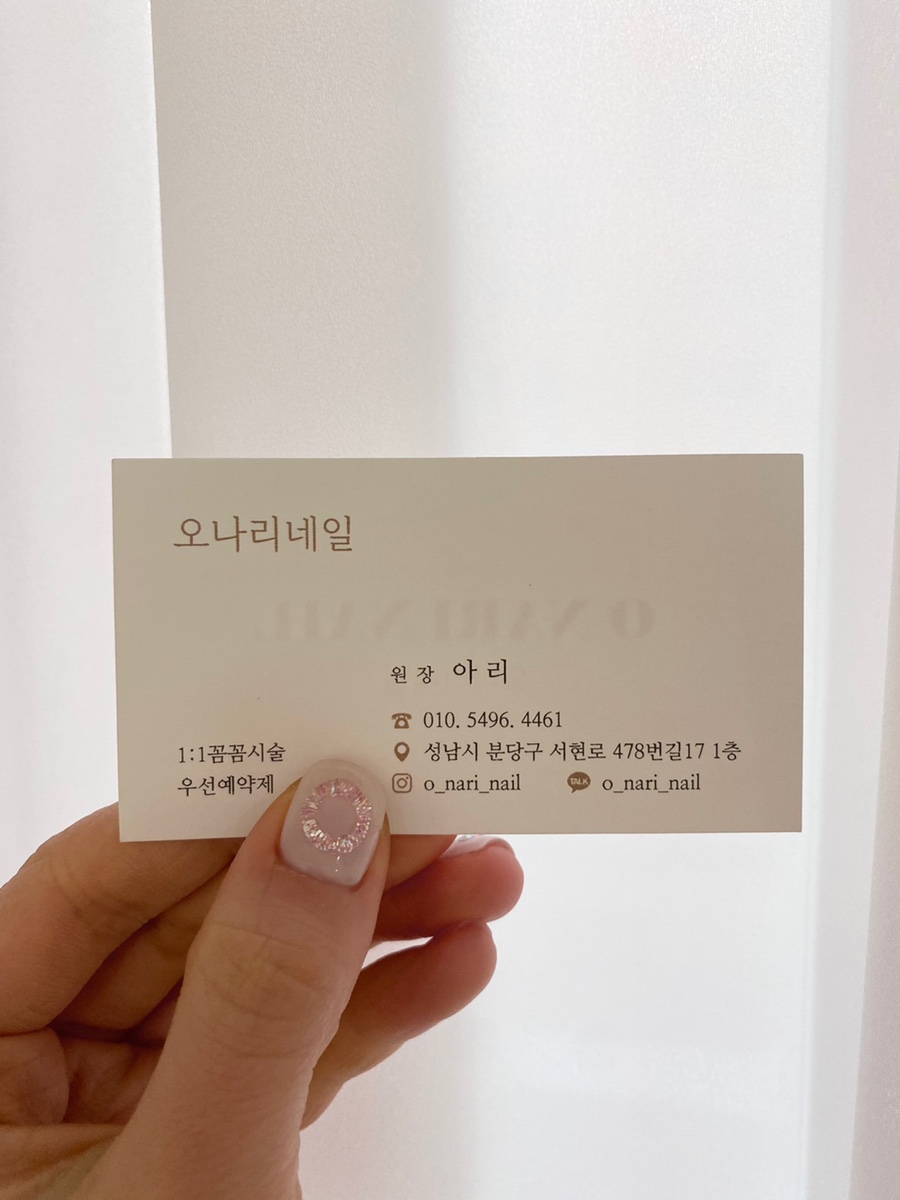 오나리네일
O NARI NAIL
원장 아리
010. 5496. 4461
1:1꼼꼼시술
성남시 분당구 서현로 478번길17 1층
우선예약제
o_nari_nail
TALK o_nari_nail